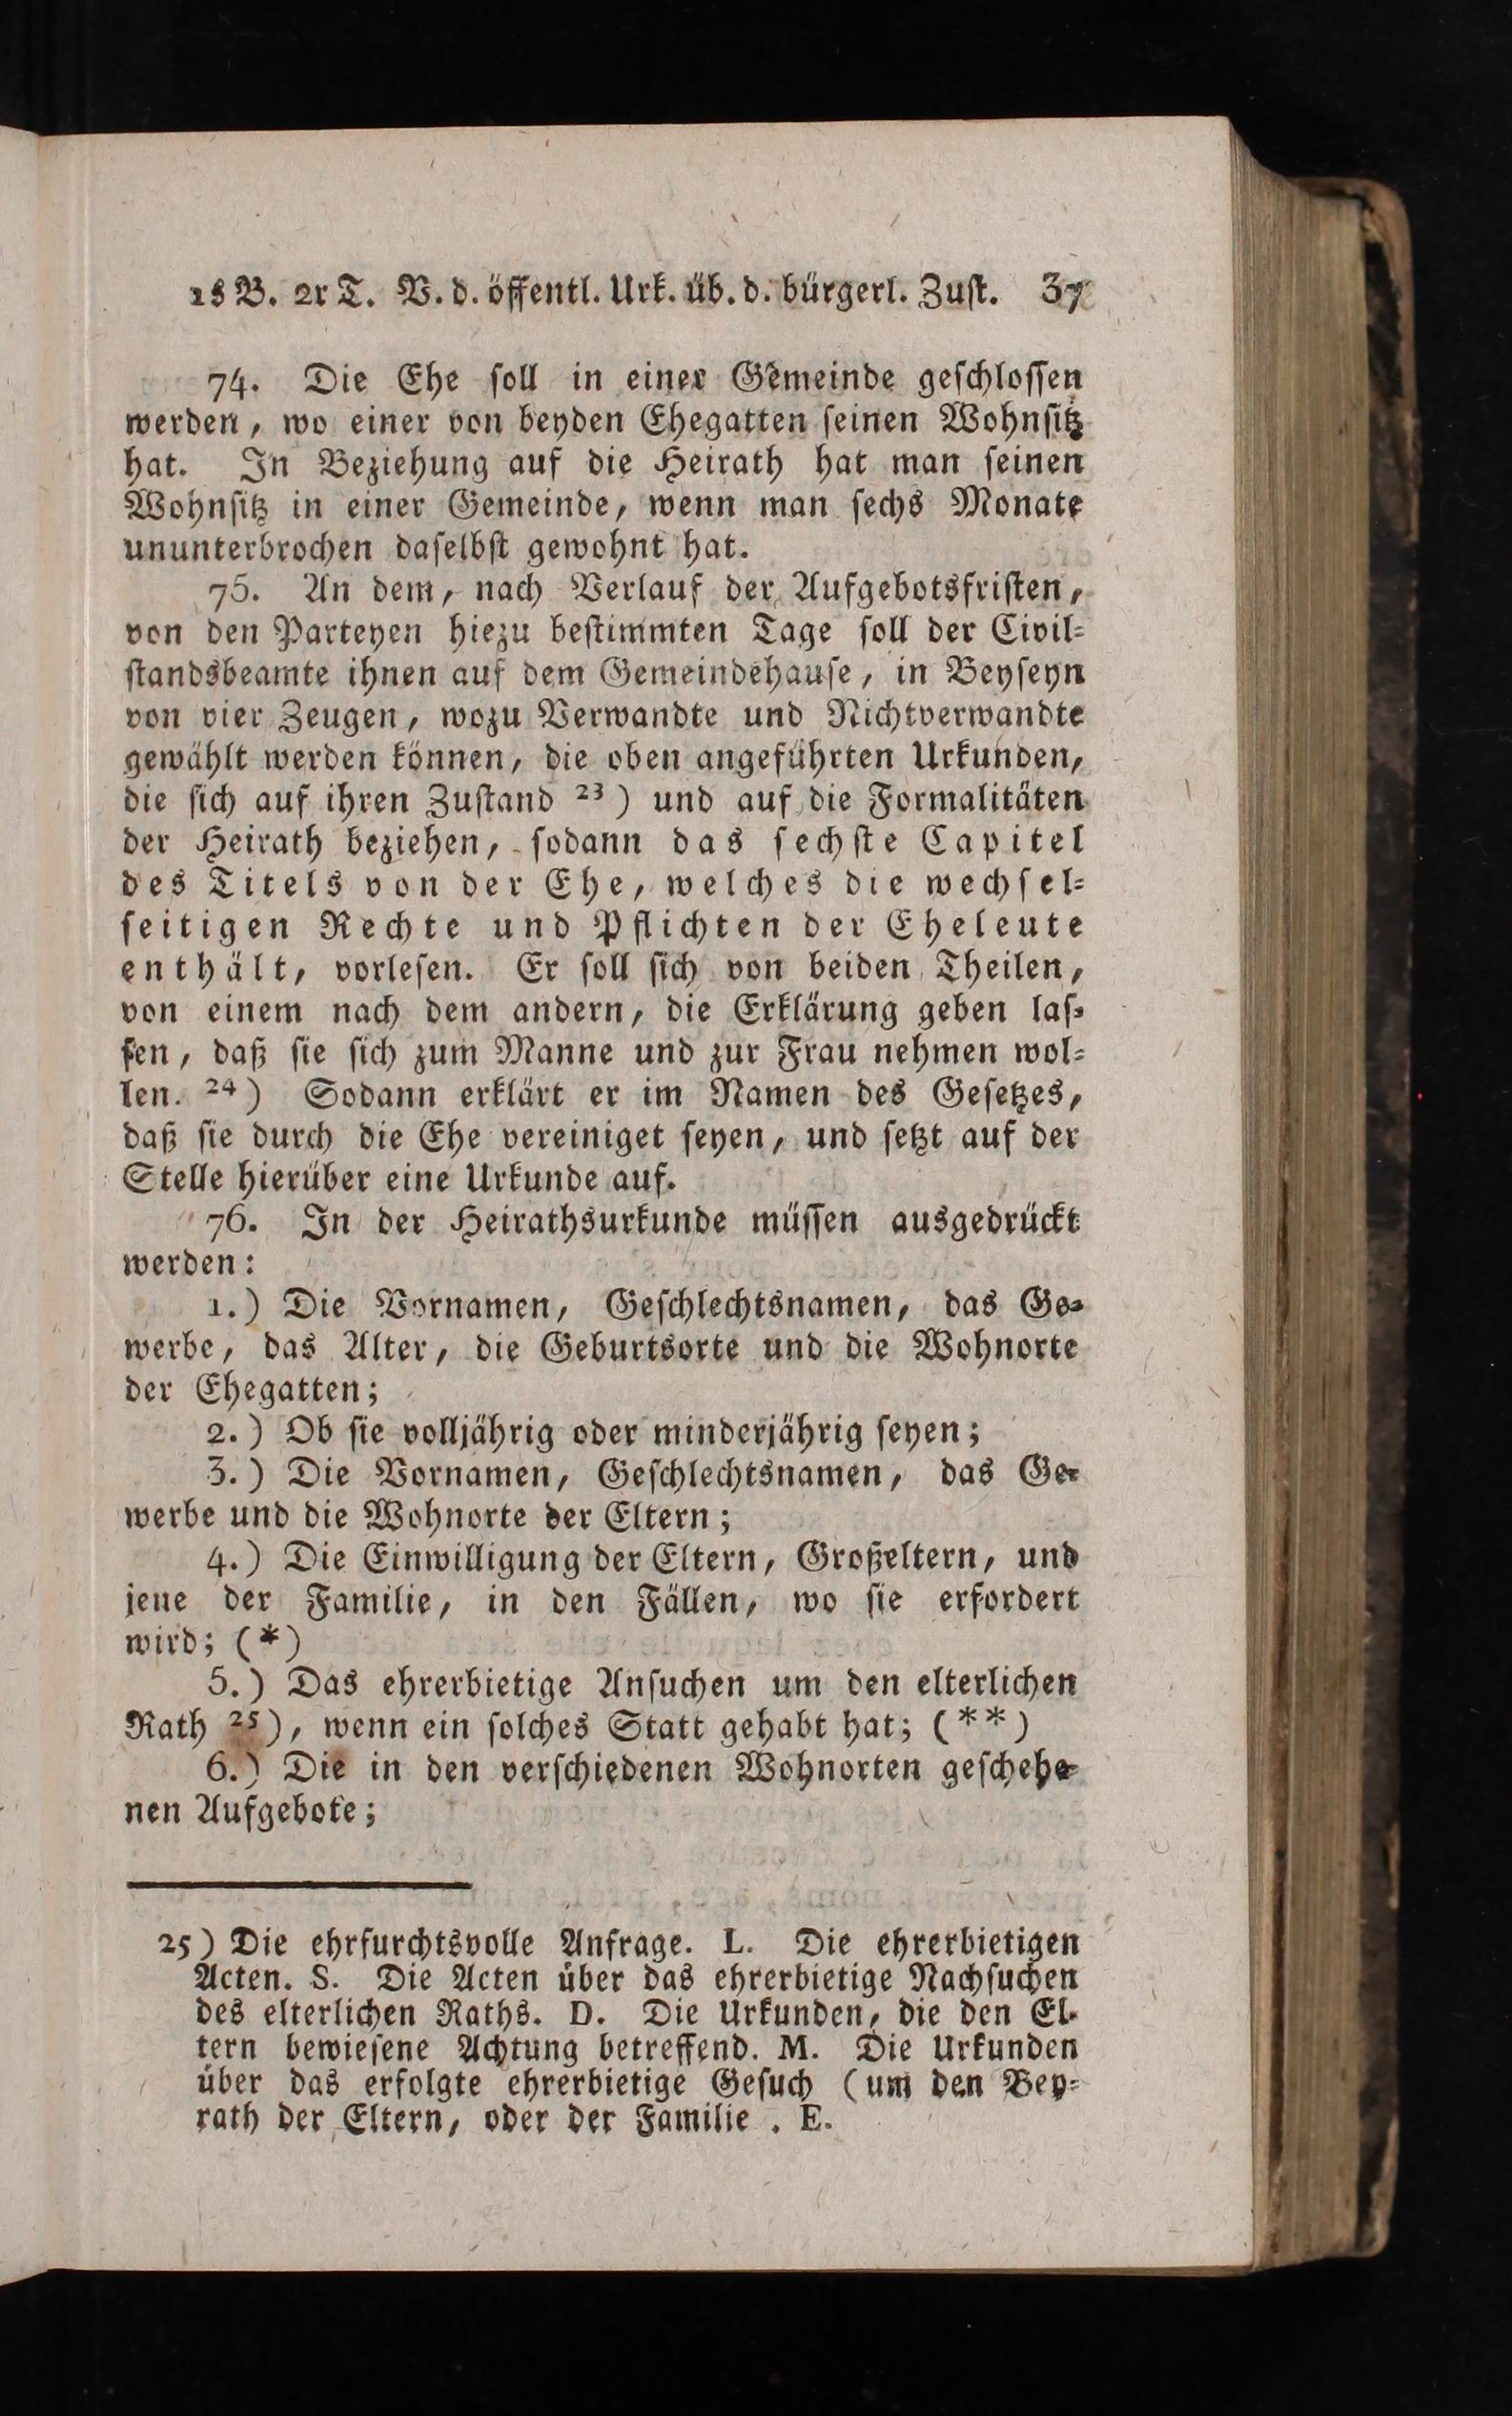 1s B. 2r T. V. d. öffentl. Urk. üb. d. bürgerl. Zust. 37
74. Die Ehe soll in einer Gemeinde geschlossen
werden, wo einer von beyden Ehegatten seinen Wohnsitz
hat. In Beziehung auf die Heirath hat man seinen
Wohnsitz in einer Gemeinde, wenn man sechs Monate
ununterbrochen daselbst gewohnt hat.
75. An dem, nach Verlauf der Aufgebotsfristen,
von den Parteyen hiezu bestimmten Tage soll der Civil-
standsbeamte ihnen auf dem Gemeindehause, in Beyseyn
von vier Zeugen, wozu Verwandte und Nichtverwandte
gewählt werden können, die oben angeführten Urkunden,
die sich auf ihren Zustand 23) und auf die Formalitäten
der Heirath beziehen, sodann das sechste Capitel
des Titels von der Ehe, welches die wechsel-
seitigen Rechte und Pflichten der Eheleute
enthält, vorlesen. Er soll sich von beiden Theilen,
von einem nach dem andern, die Erklärung geben las-
sen, daß sie sich zum Manne und zur Frau nehmen wol-
len. 24) Sodann erklärt er im Namen des Gesetzes,
daß sie durch die Ehe vereiniget seyen, und setzt auf der
Stelle hierüber eine Urkunde auf.
76. In der Heirathsurkunde müssen ausgedrückt
werden:
1.) Die Vornamen, Geschlechtsnamen, das Ge-
werbe, das Alter, die Geburtsorte und die Wohnorte
der Ehegatten;
2.) Ob sie volljährig oder minderjährig seyen;
3.) Die Vornamen, Geschlechtsnamen, das Ge-
werbe und die Wohnorte der Eltern;
4.) Die Einwilligung der Eltern, Großeltern, und
jene der Familie, in den Fällen, wo sie erfordert
wird; (*)
5.) Das ehrerbietige Ansuchen um den elterlichen
Rath 25), wenn ein solches Statt gehabt hat; (**)
6.) Die in den verschiedenen Wohnorten geschehe-
nen Aufgebote;
25) Die ehrfurchtsvolle Anfrage. L. Die ehrerbietigen
Acten. S. Die Acten über das ehrerbietige Nachsuchen
des elterlichen Raths. D. Die Urkunden, die den El-
tern bewiesene Achtung betreffend. M. Die Urkunden
über das erfolgte ehrerbietige Gesuch (um den Bey-
rath der Eltern, oder der Familie . E.